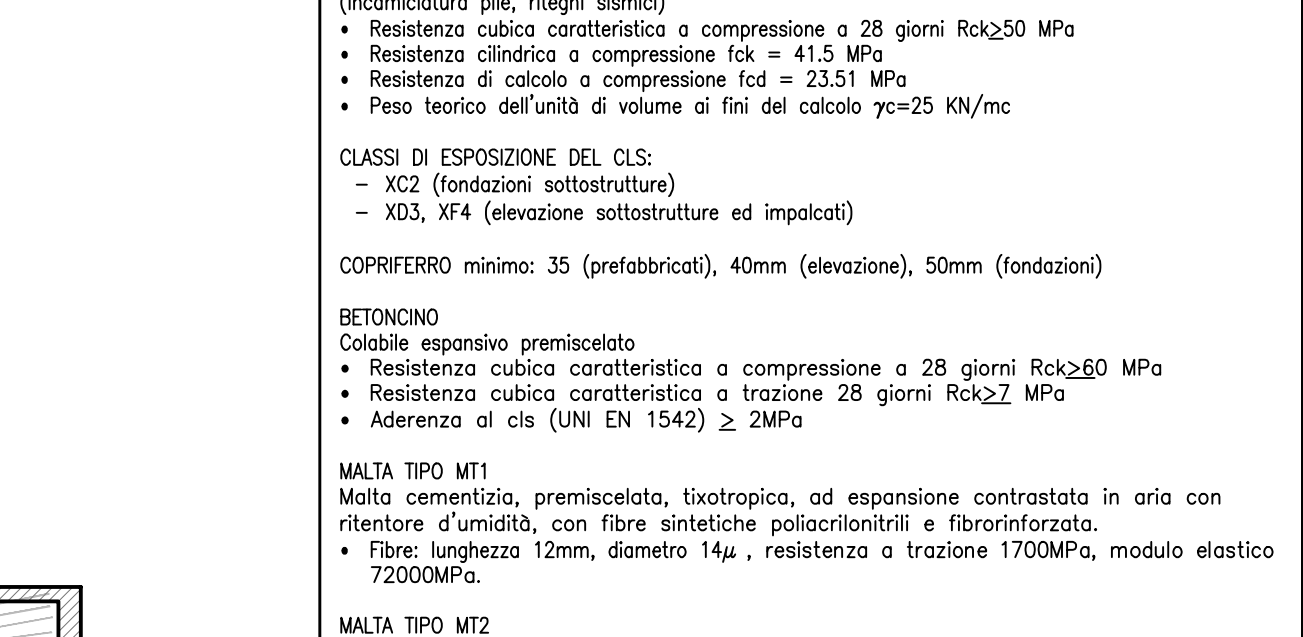 (incamiciatura pile, ritegni sismici)
• Resistenza cubica caratteristica a compressione a 28 giorni Rck≥50 MPa
• Resistenza cilindrica a compressione fck = 41.5 MPa
• Resistenza di calcolo a compressione fcd = 23.51 MPa
• Peso teorico dell'unità di volume ai fini del calcolo γc=25 KN/mc
CLASSI DI ESPOSIZIONE DEL CLS:
– XC2 (fondazioni sottostrutture)
– XD3, XF4 (elevazione sottostrutture ed impalcati)
COPRIFERRO minimo: 35 (prefabbricati), 40mm (elevazione), 50mm (fondazioni)
BETONCINO
Colabile espansivo premiscelato
• Resistenza cubica caratteristica a compressione a 28 giorni Rck≥60 MPa
• Resistenza cubica caratteristica a trazione 28 giorni Rck≥7 MPa
• Aderenza al cls (UNI EN 1542) ≥ 2MPa
MALTA TIPO MT1
Malta cementizia, premiscelata, tixotropica, ad espansione contrastata in aria con
ritentore d'umidità, con fibre sintetiche poliacrilonitrili e fibrorinforzata.
• Fibre: lunghezza 12mm, diametro 14μ , resistenza a trazione 1700MPa, modulo elastico
72000MPa.
MALTA TIPO MT2